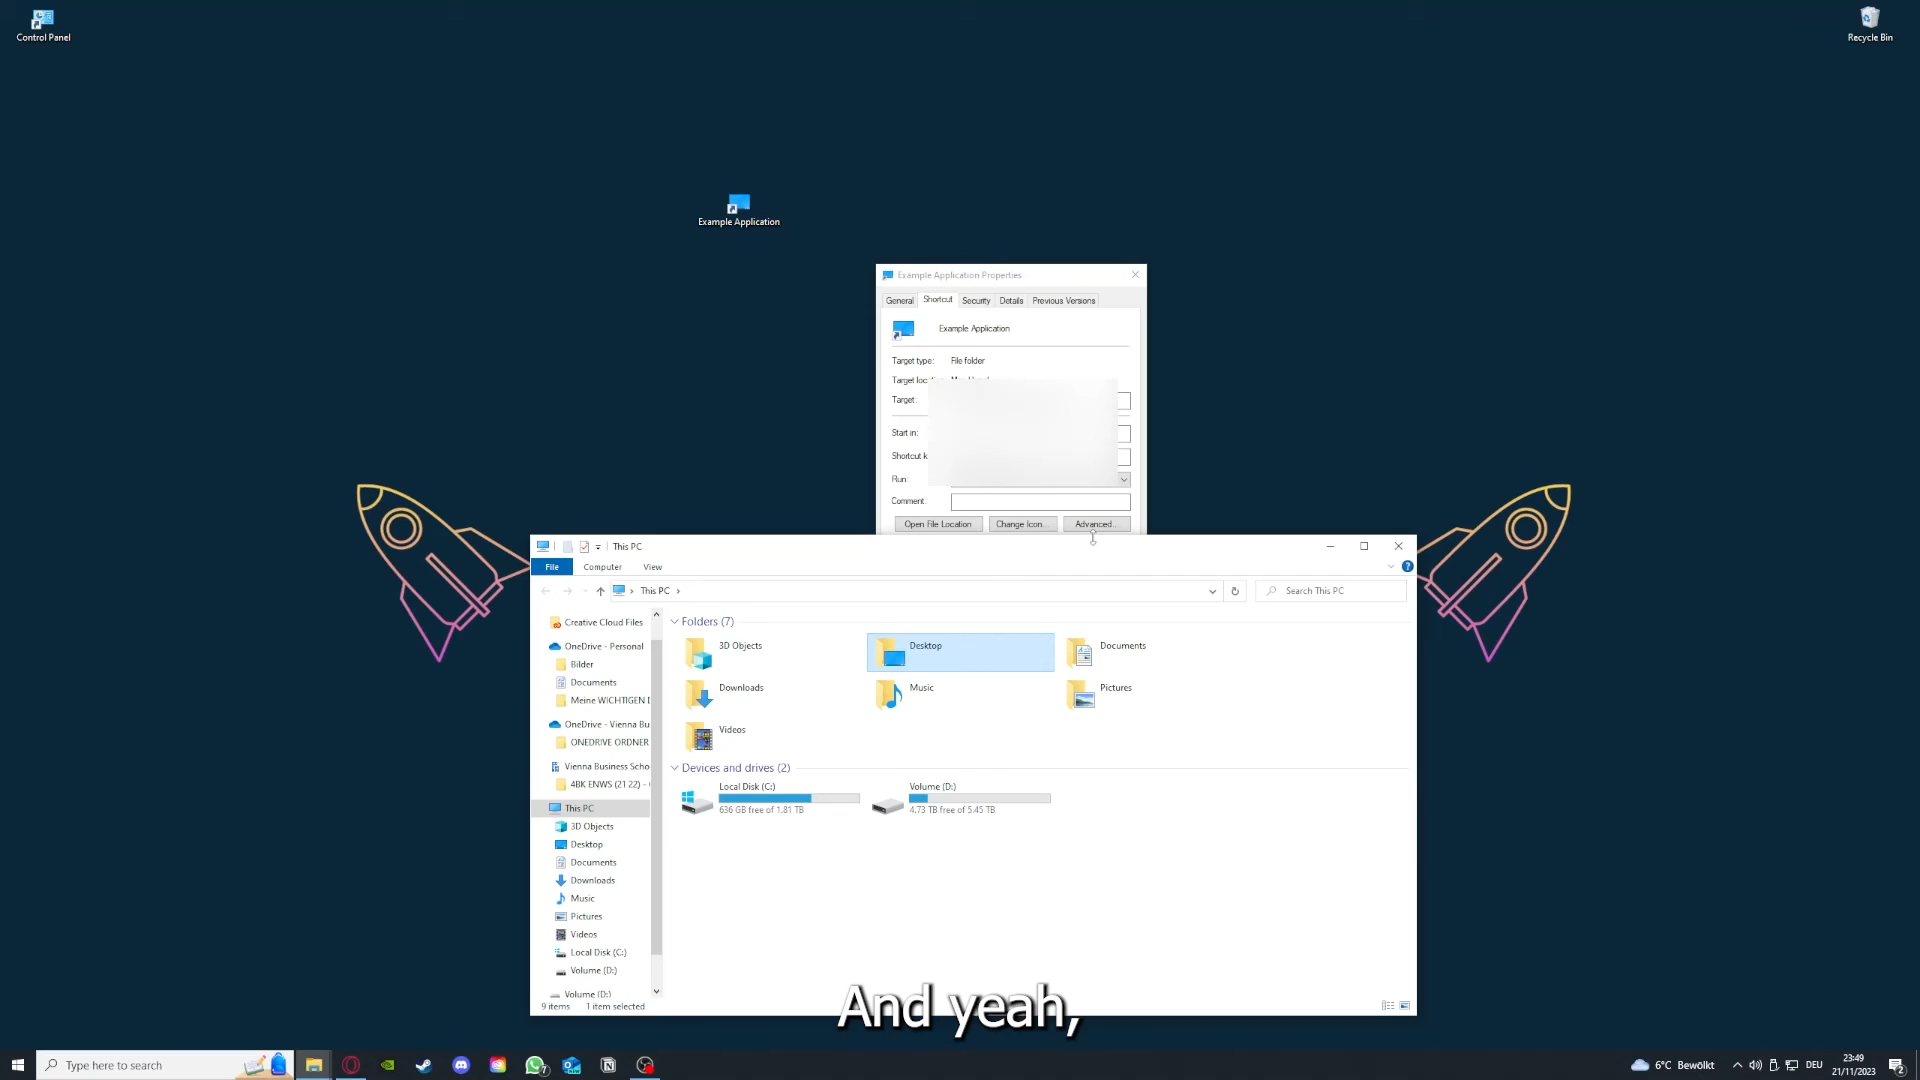 Control Panel
Recycle Bin
Example Application
Example Application Properties
General Shortcut Security Details Previous Versions
Example Application
Target type: File folder
Target
Target:
Start in:
Shortcut
Run:
Comment:
Open File Location Change Icon... Advanced...
This PC
File Computer View
This PC
Search This PC
Creative Cloud Files
OneDrive - Personal
Bilder
Documents
Meine WICHTIGEN
OneDrive - Vienna Bu
ONEDRIVE ORDNER
Vienna Business Scho
4BK ENWS (21 22) -
This PC
3D Objects
Desktop
Documents
Downloads
Music
Pictures
Videos
Local Disk (C:)
Volume (D:)
Volume (D:)
Folders (7)
3D Objects
Desktop
Documents
Downloads
Music
Pictures
Videos
Devices and drives (2)
Local Disk (C:)
636 GB free of 1.81 TB
Volume (D:)
4.73 TB free of 5.45 TB
9 items 1 item selected
And yeah,
Type here to search
7
6°C Bewölkt
DEU
23:49
21/11/2023
2